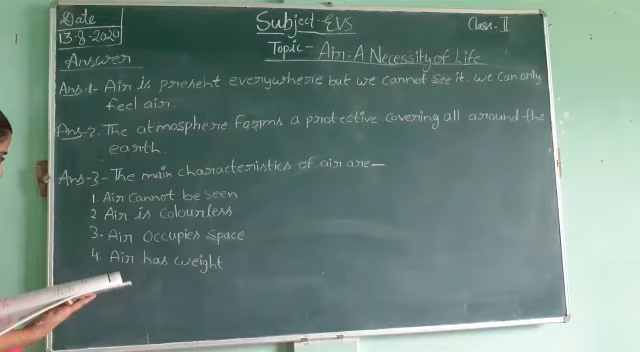 Date
13-8-2024
Subject-EVS
Class-II
Topic- Air: A Necessity of Life
Answer
Ans-1- Air is present everywhere but we cannot see it. we can only
feel air.
Ans-2. The atmosphere forms a protective covering all around the
earth.
Ans-3-The main characteristics of air are—
1. Air cannot be seen
2 Air is colourless
3. Air occupies space
4. Air has weight